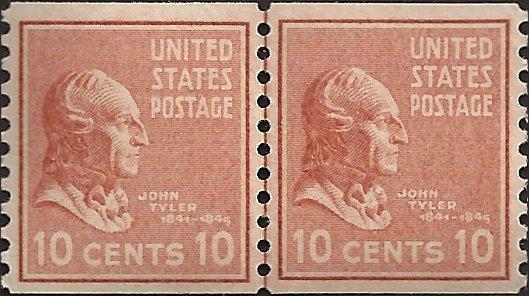 UNITED
STATES
POSTAGE
JOHN
TYLER
1841-1845
10 CENTS 10
UNITED
STATES
POSTAGE
JOHN
TYLER
1841-1845
10 CENTS 10